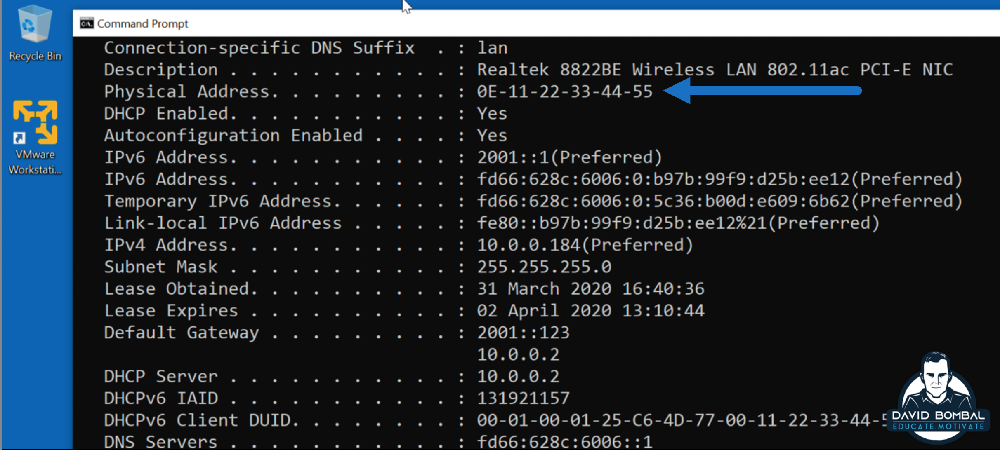 Recycle Bin
VMware
Workstati...
Command Prompt
Connection-specific DNS Suffix  . : lan
Description . . . . . . . . . . . : Realtek 8822BE Wireless LAN 802.11ac PCI-E NIC
Physical Address. . . . . . . . . : 0E-11-22-33-44-55
DHCP Enabled. . . . . . . . . . . : Yes
Autoconfiguration Enabled . . . . : Yes
IPv6 Address. . . . . . . . . . . : 2001::1(Preferred)
IPv6 Address. . . . . . . . . . . : fd66:628c:6006:0:b97b:99f9:d25b:ee12(Preferred)
Temporary IPv6 Address. . . . . . : fd66:628c:6006:0:5c36:b00d:e609:6b62(Preferred)
Link-local IPv6 Address . . . . . : fe80::b97b:99f9:d25b:ee12%21(Preferred)
IPv4 Address. . . . . . . . . . . : 10.0.0.184(Preferred)
Subnet Mask . . . . . . . . . . . : 255.255.255.0
Lease Obtained. . . . . . . . . . : 31 March 2020 16:40:36
Lease Expires . . . . . . . . . . : 02 April 2020 13:10:44
Default Gateway . . . . . . . . . : 2001::123
10.0.0.2
DHCP Server . . . . . . . . . . . : 10.0.0.2
DHCPv6 IAID . . . . . . . . . . . : 131921157
DHCPv6 Client DUID. . . . . . . . : 00-01-00-01-25-C6-4D-77-00-11-22-33-44-
DNS Servers . . . . . . . . . . . : fd66:628c:6006::1
DAVID BOMBAL
EDUCATE.MOTIVATE